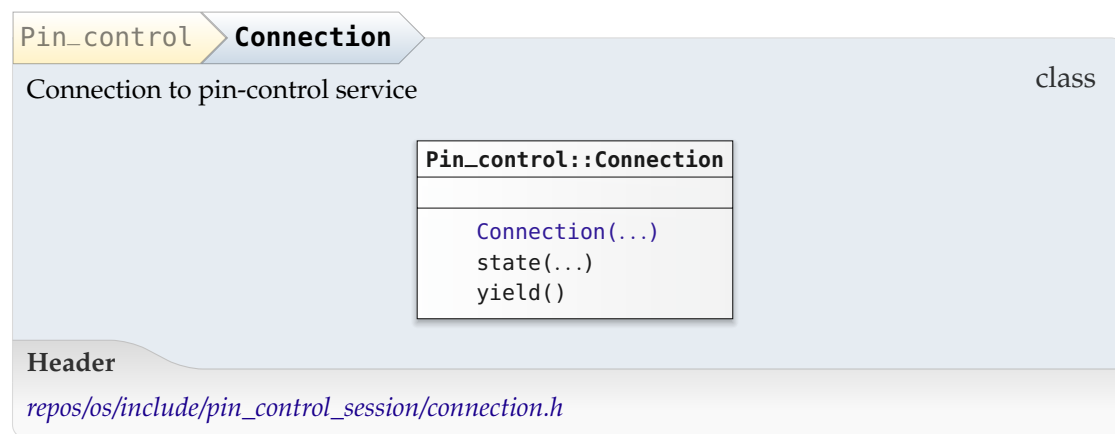 Pin_control Connection
class
Connection to pin-control service
Pin_control::Connection
Connection(...)
state(...)
yield()
Header
repos/os/include/pin_control_session/connection.h